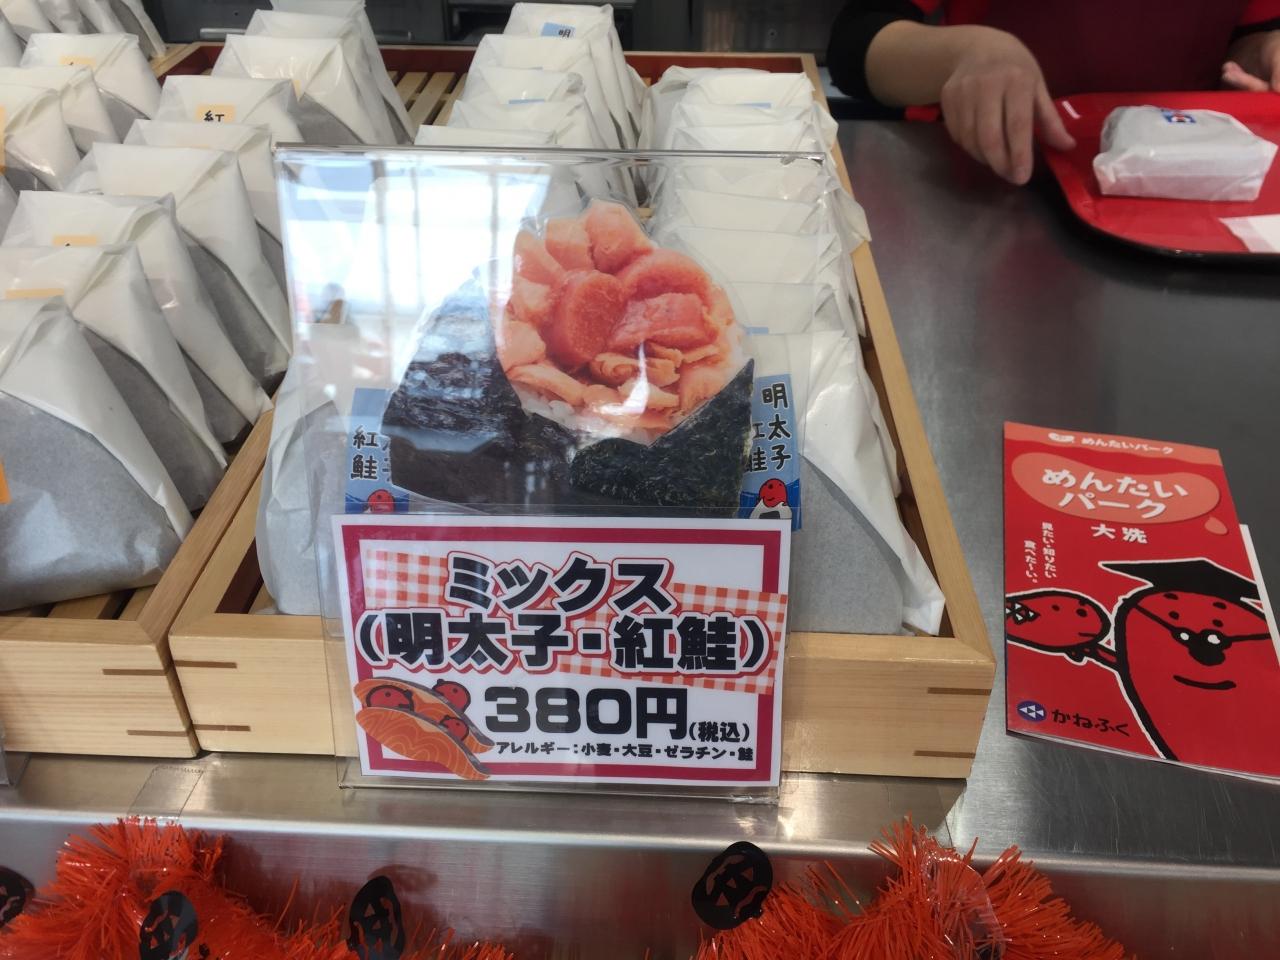 明
紅
明太子
紅鮭
紅鮭
ミックス
(明太子・紅鮭)
380円(税込)
アレルギー:小麦・大豆・ゼラチン・鮭
めんたいパーク
めんたい
パーク
大洗
見たい・知りたい
食べた〜い。
かねふく